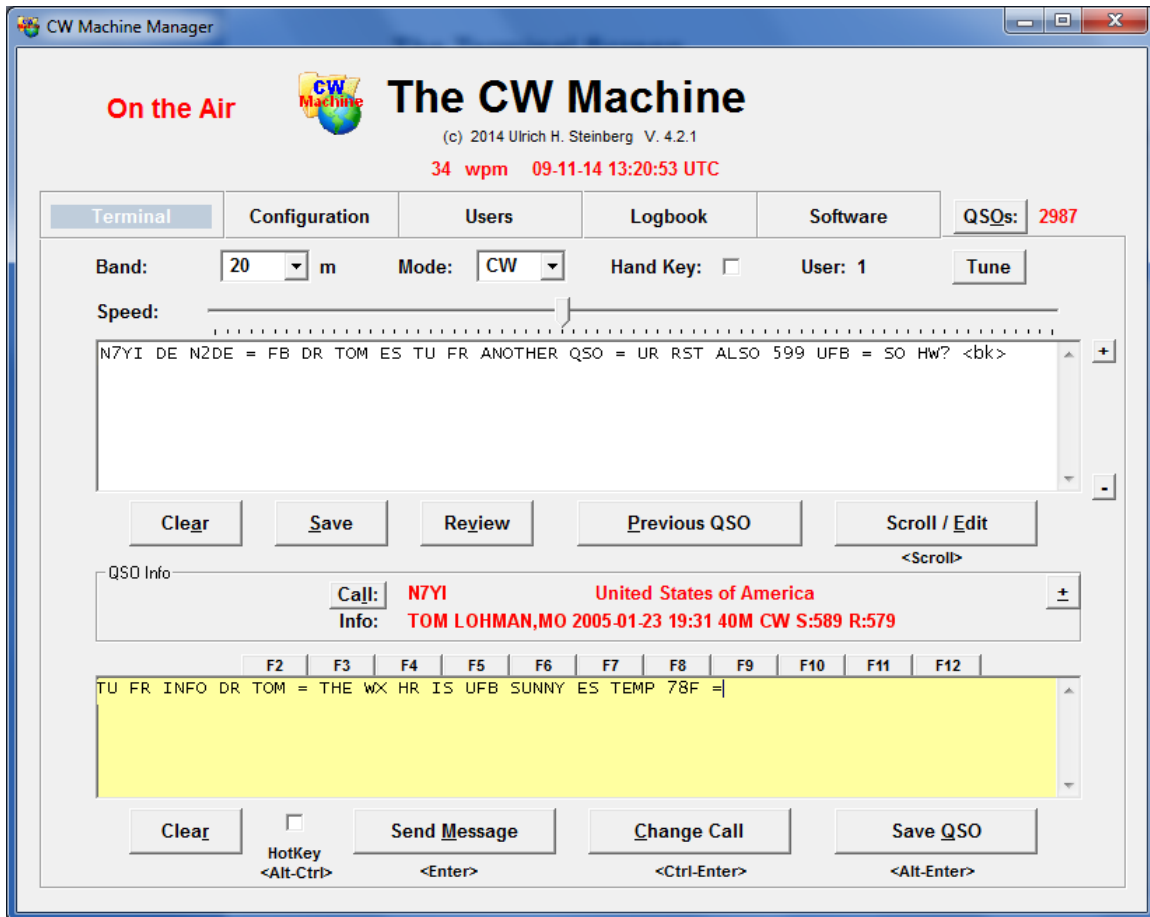 CW Machine Manager
On the Air
CW
Machine
The CW Machine
(c) 2014 Ulrich H. Steinberg V. 4.2.1
34 wpm 09-11-14 13:20:53 UTC
Terminal Configuration Users Logbook Software QSOs: 2987
Band: 20 m Mode: CW Hand Key: User: 1 Tune
Speed:
N7YI DE N2DE = FB DR TOM ES TU FR ANOTHER QSO = UR RST ALSO 599 UFB = SO HW? <bk>
+
-
Clear Save Review Previous QSO Scroll / Edit
<Scroll>
QSO Info
Call: N7YI United States of America ±
Info: TOM LOHMAN,MO 2005-01-23 19:31 40M CW S:589 R:579
F2 F3 F4 F5 F6 F7 F8 F9 F10 F11 F12
TU FR INFO DR TOM = THE WX HR IS UFB SUNNY ES TEMP 78F =
Clear Send Message Change Call Save QSO
HotKey
<Alt-Ctrl> <Enter> <Ctrl-Enter> <Alt-Enter>